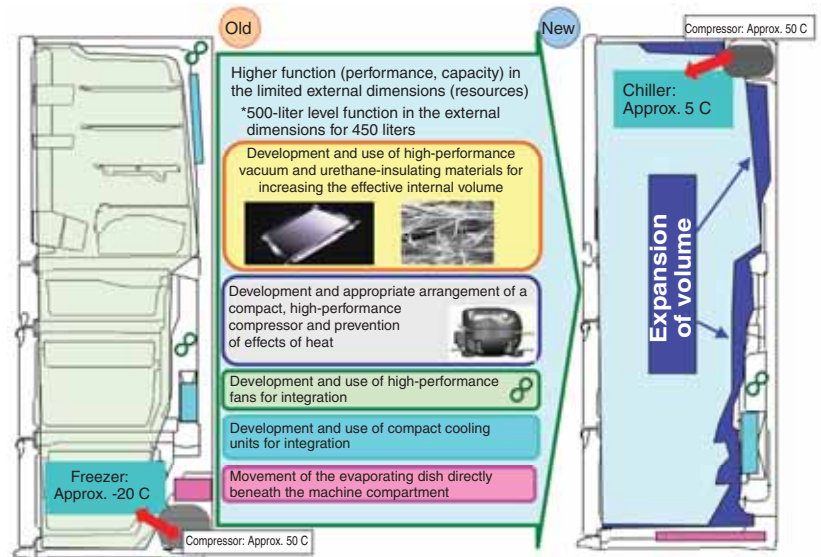 Old
New
Compressor: Approx. 50 C
Higher function (performance, capacity) in
the limited external dimensions (resources)
*500-liter level function in the external
dimensions for 450 liters
Chiller:
Approx. 5 C
Development and use of high-performance
vacuum and urethane-insulating materials for
increasing the effective internal volume
Expansion
of volume
Development and appropriate arrangement of a
compact, high-performance
compressor and prevention
of effects of heat
Development and use of high-performance
fans for integration
Development and use of compact cooling
units for integration
Freezer:
Approx. -20 C
Movement of the evaporating dish directly
beneath the machine compartment
Compressor: Approx. 50 C